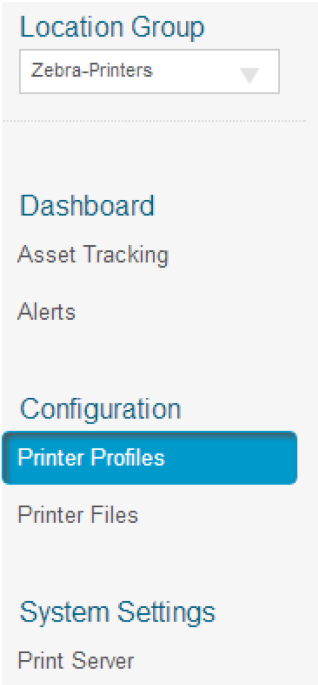 Location Group
Zebra-Printers
Dashboard
Asset Tracking
Alerts
Configuration
Printer Profiles
Printer Files
System Settings
Print Server